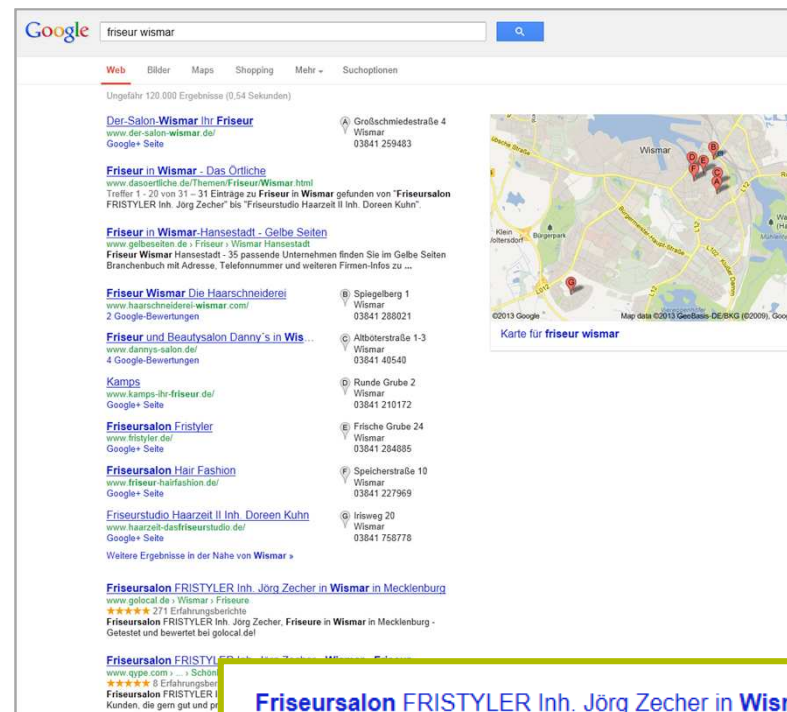 Google friseur wismar
Web Bilder Maps Shopping Mehr Suchoptionen
Ungefähr 120.000 Ergebnisse (0,54 Sekunden)
Der-Salon-Wismar Ihr Friseur
www.der-salon-wismar.de/
Google+ Seite
A Großschmiedestraße 4
Wismar
03841 259483
Friseur in Wismar - Das Örtliche
www.dasoertliche.de/Themen/Friseur/Wismar.html
Treffer 1 - 20 von 31 – 31 Einträge zu Friseur in Wismar gefunden von "Friseursalon
FRISTYLER Inh. Jörg Zecher" bis "Friseurstudio Haarzeit II Inh. Doreen Kuhn".
Friseur in Wismar-Hansestadt - Gelbe Seiten
www.gelbeseiten.de › Friseur › Wismar Hansestadt
Friseur Wismar Hansestadt - 35 passende Unternehmen finden Sie im Gelbe Seiten
Branchenbuch mit Adresse, Telefonnummer und weiteren Firmen-Infos zu ...
Friseur Wismar Die Haarschneiderei
www.haarschneiderei-wismar.com/
2 Google-Bewertungen
B Spiegelberg 1
Wismar
03841 288021
Friseur und Beautysalon Danny´s in Wis...
www.dannys-salon.de/
4 Google-Bewertungen
C Altböterstraße 1-3
Wismar
03841 40540
Kamps
www.kamps-ihr-friseur.de/
Google+ Seite
D Runde Grube 2
Wismar
03841 210172
Friseursalon Fristyler
www.fristyler.de/
Google+ Seite
E Frische Grube 24
Wismar
03841 284885
Friseursalon Hair Fashion
www.friseur-hairfashion.de/
Google+ Seite
F Speicherstraße 10
Wismar
03841 227969
Friseurstudio Haarzeit II Inh. Doreen Kuhn
www.haarzeit-dasfriseurstudio.de/
Google+ Seite
G Irisweg 20
Wismar
03841 758778
Weitere Ergebnisse in der Nähe von Wismar »
Friseursalon FRISTYLER Inh. Jörg Zecher in Wismar in Mecklenburg
www.golocal.de › Wismar › Friseure
271 Erfahrungsberichte
Friseursalon FRISTYLER Inh. Jörg Zecher, Friseure in Wismar in Mecklenburg -
Getestet und bewertet bei golocal.de!
Friseursalon
www.qype.com › ... ›
8
Friseursalon FRISTYLER
Kunden, die gern gut und
Wismar
B
D
E
F
C
A
G
Klein
Bürgerpark
Bürgermeister-Haupt-Straße
L012
L012
L102
©2013 Google
Map data ©2013 GeoBasis-DE/BKG (©2009),
Karte für friseur wismar
Friseursalon FRISTYLER Inh. Jörg Zecher in